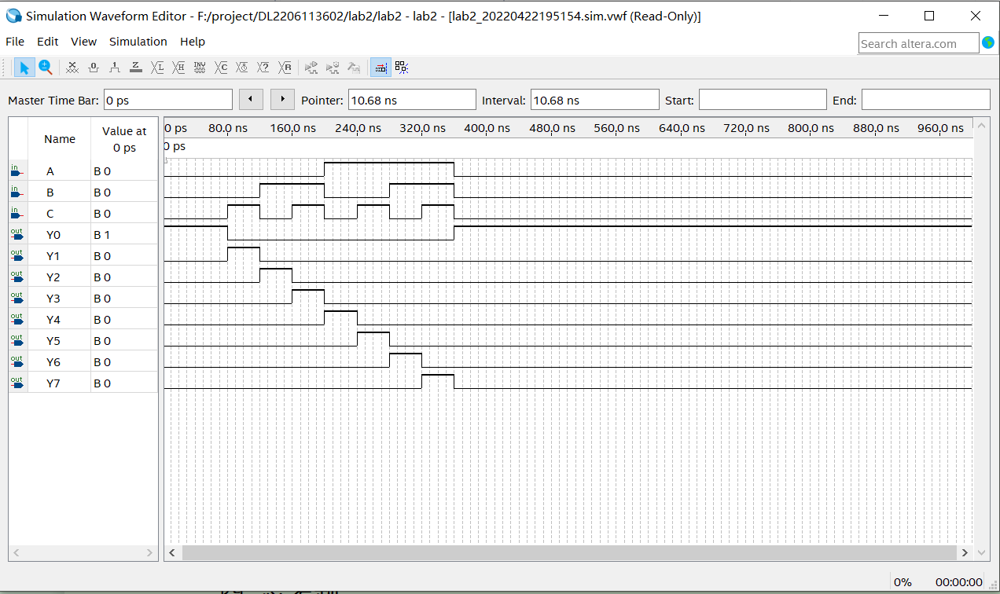 Simulation Waveform Editor - F:/project/DL2206113602/lab2/lab2 - lab2 - [lab2_20220422195154.sim.vwf (Read-Only)]
File Edit View Simulation Help
Search altera.com
Master Time Bar: 0 ps Pointer: 10.68 ns Interval: 10.68 ns Start: End:
Name Value at 0 ps
0 ps 80.0 ns 160.0 ns 240.0 ns 320.0 ns 400.0 ns 480.0 ns 560.0 ns 640.0 ns 720.0 ns 800.0 ns 880.0 ns 960.0 ns
0 ps
in A B 0
in B B 0
in C B 0
out Y0 B 1
out Y1 B 0
out Y2 B 0
out Y3 B 0
out Y4 B 0
out Y5 B 0
out Y6 B 0
out Y7 B 0
0% 00:00:00